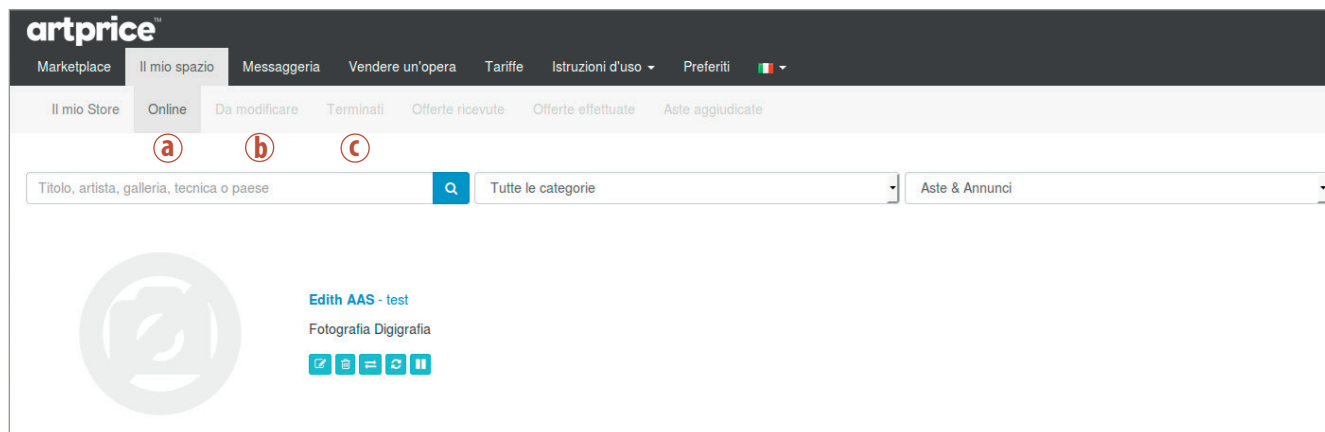 artprice™
Marketplace Il mio spazio Messaggeria Vendere un'opera Tariffe Istruzioni d'uso Preferiti
Il mio Store Online Da modificare Terminati Offerte ricevute Offerte effettuate Aste aggiudicate
a b c
Titolo, artista, galleria, tecnica o paese Tutte le categorie Aste & Annunci
Edith AAS - test
Fotografia Digigrafia